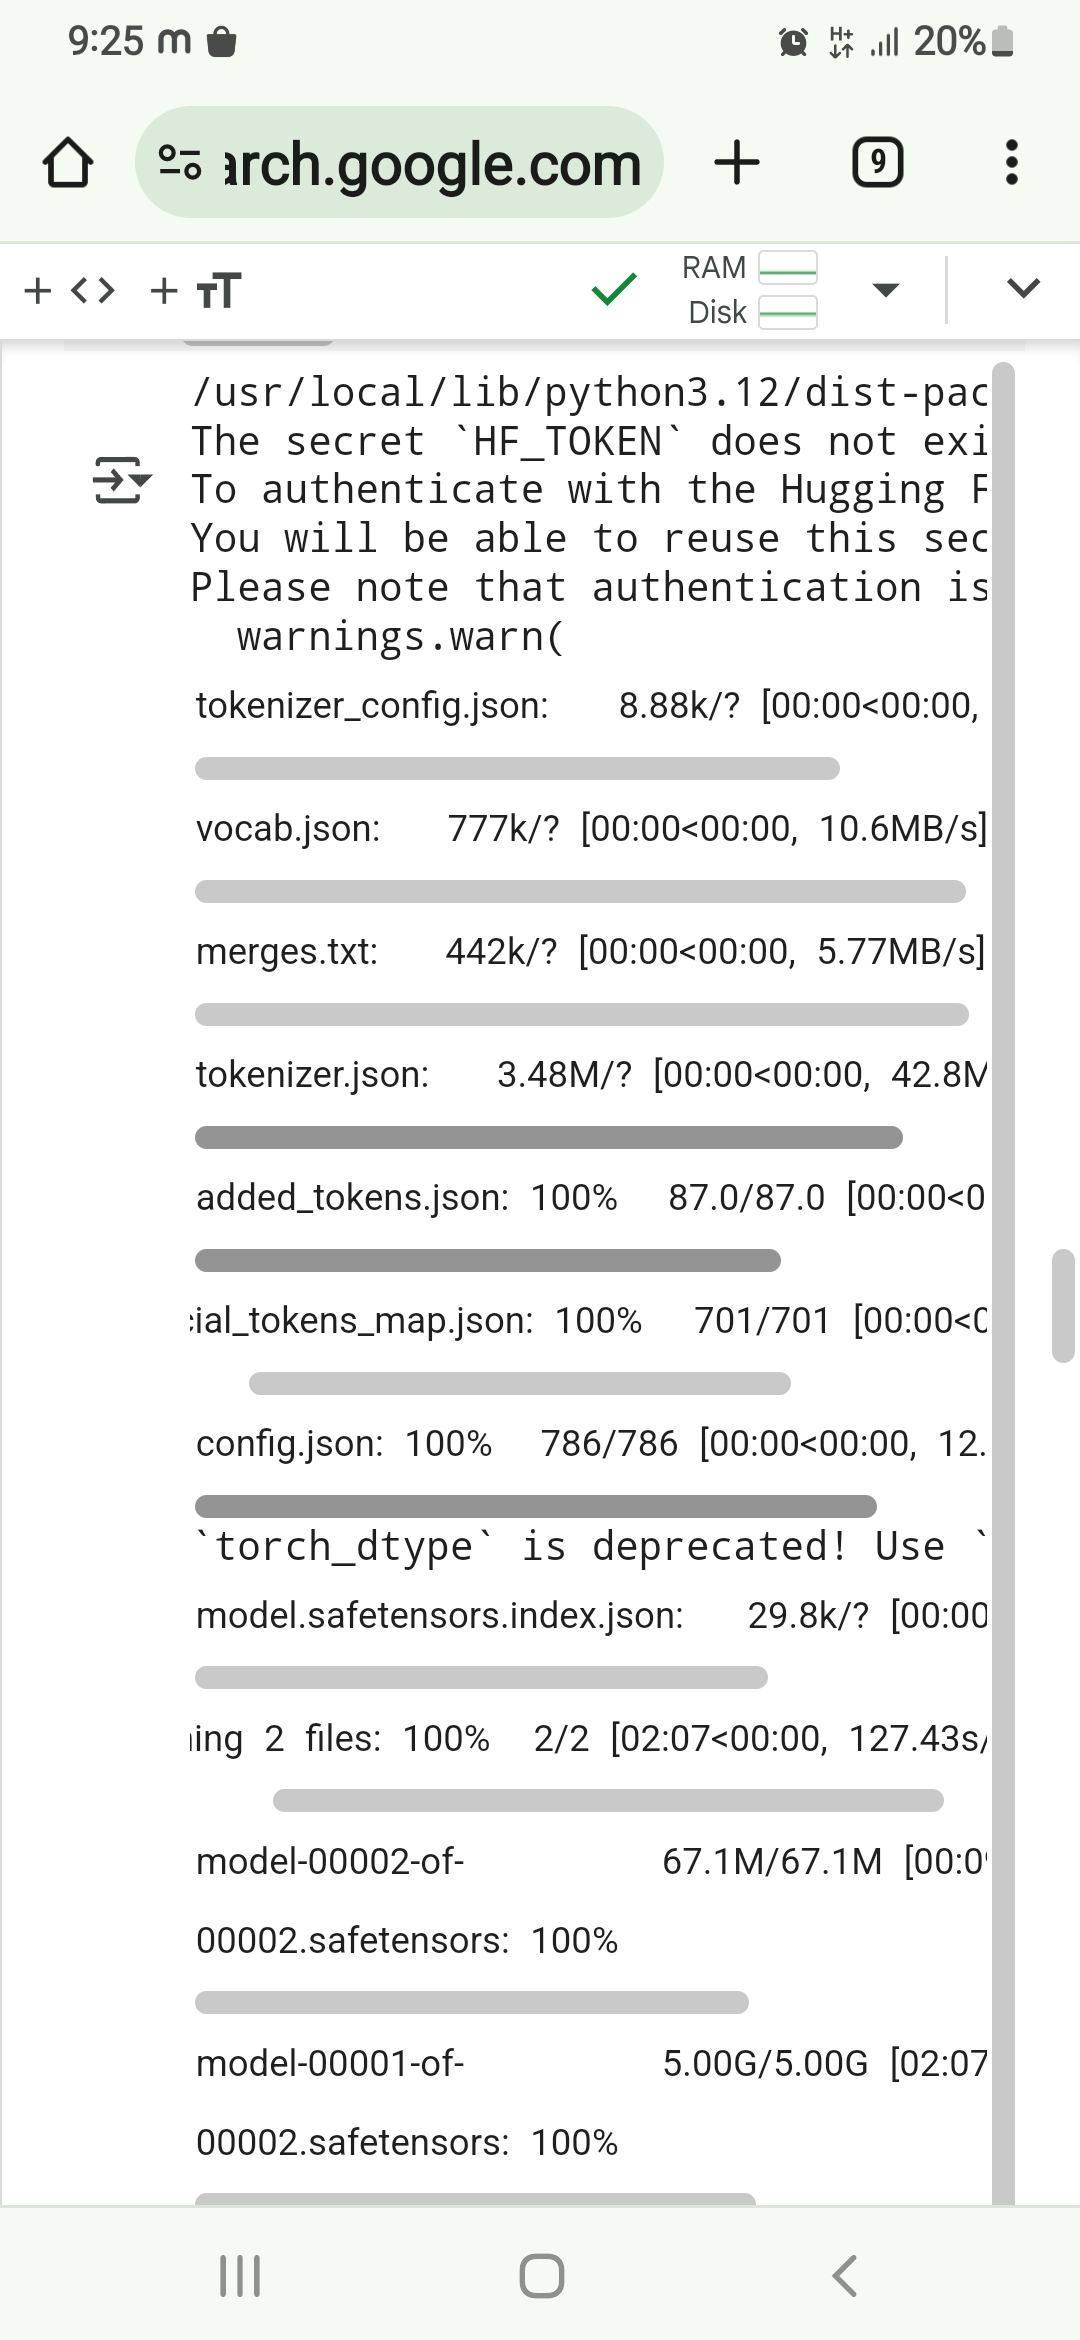 9:25 m 20%
arch.google.com 9
RAM
Disk
/usr/local/lib/python3.12/dist-pac
The secret `HF_TOKEN` does not exi
To authenticate with the Hugging F
You will be able to reuse this sec
Please note that authentication is
warnings.warn(
tokenizer_config.json: 8.88k/? [00:00<00:00,
vocab.json: 777k/? [00:00<00:00, 10.6MB/s]
merges.txt: 442k/? [00:00<00:00, 5.77MB/s]
tokenizer.json: 3.48M/? [00:00<00:00, 42.8M
added_tokens.json: 100% 87.0/87.0 [00:00<0
cial_tokens_map.json: 100% 701/701 [00:00<0
config.json: 100% 786/786 [00:00<00:00, 12.
`torch_dtype` is deprecated! Use `
model.safetensors.index.json: 29.8k/? [00:00
ing 2 files: 100% 2/2 [02:07<00:00, 127.43s/
model-00002-of- 67.1M/67.1M [00:0
00002.safetensors: 100%
model-00001-of- 5.00G/5.00G [02:07
00002.safetensors: 100%